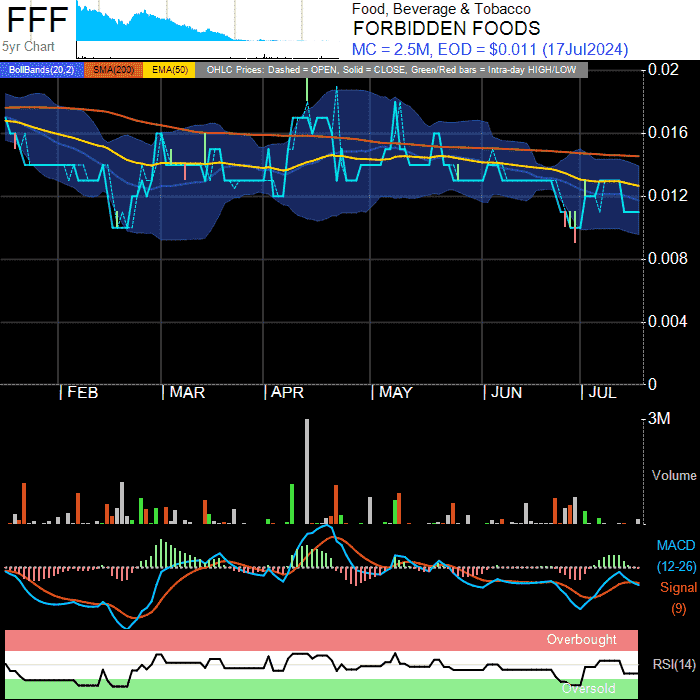 FFF
5yr Chart
Food, Beverage & Tobacco
FORBIDDEN FOODS
MC = 2.5M, EOD = $0.011 (17Jul2024)
BollBands(20,2) SMA(200) EMA(50) OHLC Prices: Dashed = OPEN, Solid = CLOSE, Green/Red bars = Intra-day HIGH/LOW
0.02
0.016
0.012
0.008
0.004
0
FEB MAR APR MAY JUN JUL
3M
Volume
MACD
(12-26)
Signal
(9)
Overbought
RSI(14)
Oversold